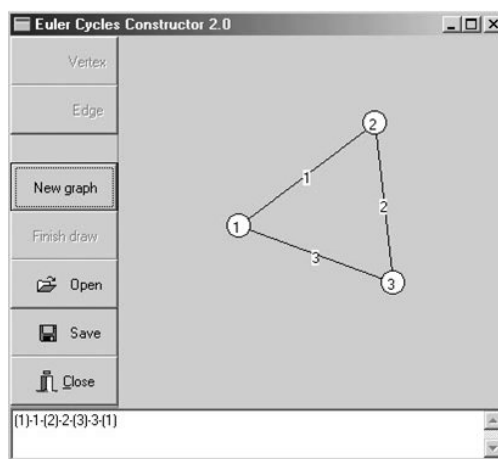 Euler Cycles Constructor 2.0
Vertex
Edge
New graph
Finish draw
Open
Save
Close
2
1
1
2
3
3
(1)-1-(2)-2-(3)-3-(1)